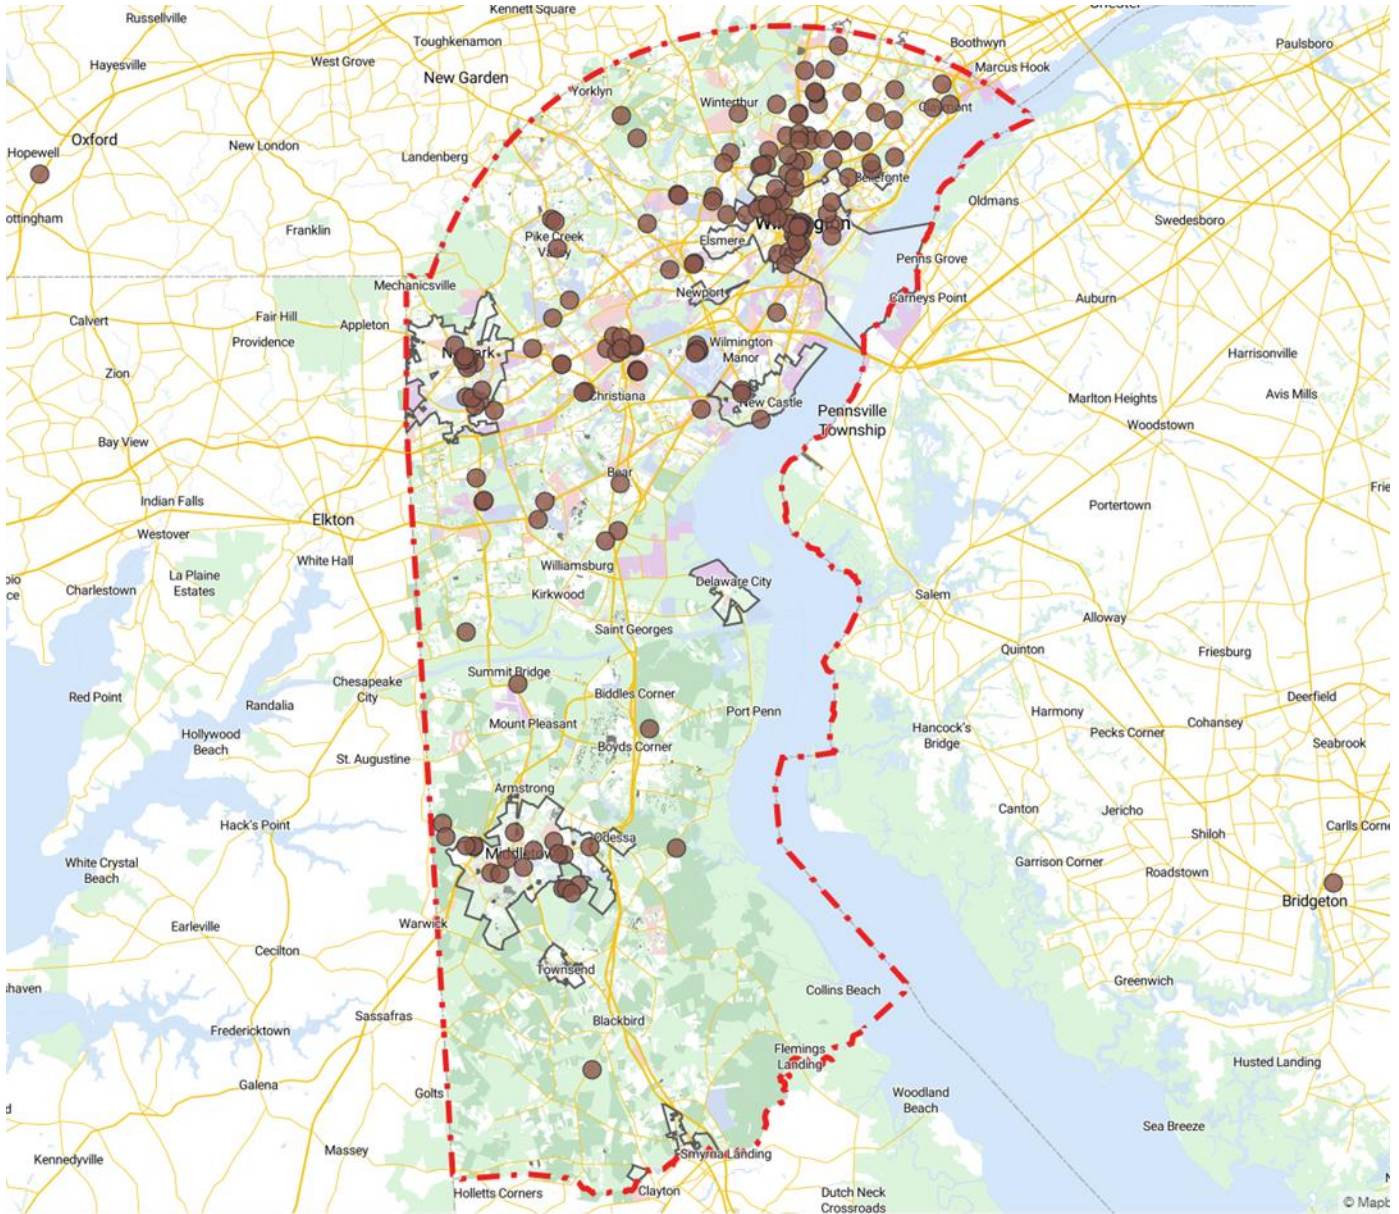 Kennett Square
Chester
Russellville
Toughkenamon
Boothwyn
Paulsboro
Hayesville
West Grove
Marcus Hook
New Garden
Yorklyn
Winterthur
Claymont
Oxford
New London
Hopewell
Landenberg
Bellefonte
Oldmans
ottingham
Swedesboro
Franklin
Wilmington
Pike Creek
Valley
Elsmere
Penns Grove
Mechanicsville
Newport
Carneys Point
Auburn
Calvert
Fair Hill
Appleton
Providence
Wilmington
Manor
Newark
Harrisonville
Zion
Christiana
New Castle
Pennsville
Township
Marlton Heights
Avis Mills
Woodstown
Bay View
Bear
Frie
Indian Falls
Portertown
Elkton
Westover
White Hall
Williamsburg
La Plaine
Estates
Delaware City
Charlestown
Kirkwood
Salem
Alloway
Saint Georges
Quinton
Friesburg
Summit Bridge
Chesapeake
City
Red Point
Randalia
Biddles Corner
Port Penn
Deerfield
Harmony
Cohansey
Mount Pleasant
Hancock's
Bridge
Pecks Corner
Hollywood
Beach
Boyds Corner
Seabrook
St. Augustine
Armstrong
Canton
Jericho
Hack's Point
Odessa
Shiloh
Carlls Corne
Middletown
White Crystal
Beach
Garrison Corner
Roadstown
Bridgeton
Warwick
Earleville
Cecilton
Townsend
Greenwich
shaven
Collins Beach
Sassafras
Blackbird
Fredericktown
Flemings
Landing
Husted Landing
Galena
Golts
Woodland
Beach
Sea Breeze
Massey
Smyrna Landing
Kennedyville
Holletts Corners
Clayton
Dutch Neck
Crossroads
© Mapb